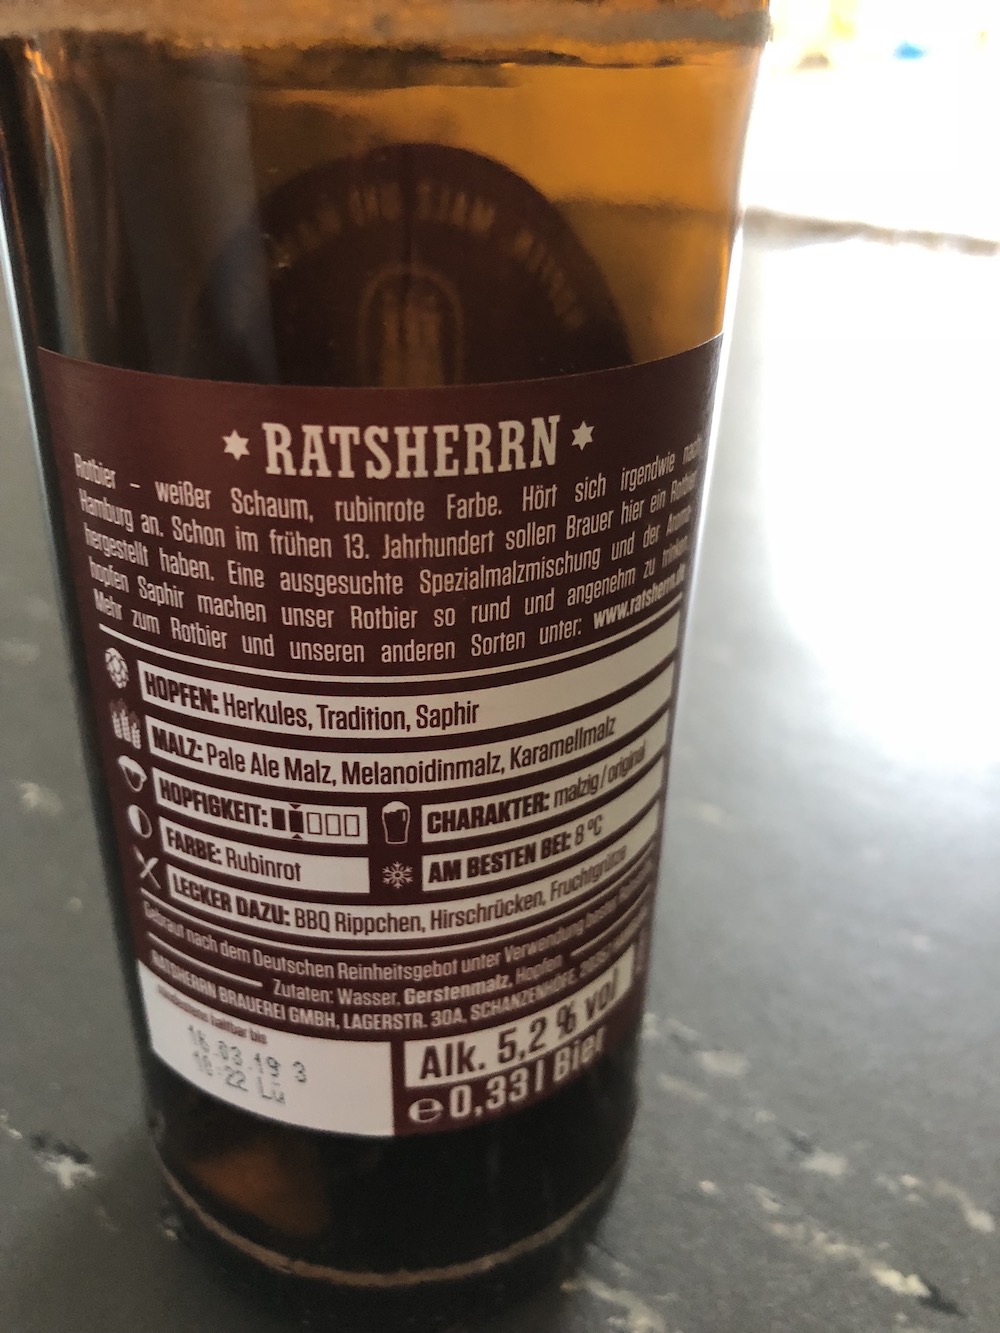 RATSHERRN
Rotbier – weißer Schaum, rubinrote Farbe. Hört sich irgendwie nach
Hamburg an. Schon im frühen 13. Jahrhundert sollen Brauer hier ein Rotbier
hergestellt haben. Eine ausgesuchte Spezialmalzmischung und der Aroma-
hopfen Saphir machen unser Rotbier so rund und angenehm zu trinken.
Mehr zum Rotbier und unseren anderen Sorten unter: www.ratsherrn.de
HOPFEN: Herkules, Tradition, Saphir
MALZ: Pale Ale Malz, Melanoidinmalz, Karamellmalz
HOPFIGKEIT:
CHARAKTER: malzig/original
FARBE: Rubinrot
AM BESTEN BEI: 8 °C
LECKER DAZU: BBQ Rippchen, Hirschrücken, Fruchtgrütze
Gebraut nach dem Deutschen Reinheitsgebot unter Verwendung bester
Zutaten: Wasser, Gerstenmalz, Hopfen
RATSHERRN BRAUEREI GMBH, LAGERSTR. 30A, SCHANZENHÖFE,
mindestens haltbar bis
16.03.19 3
10:22 Lu
Alk. 5,2 % vol
e 0,33 l Bier